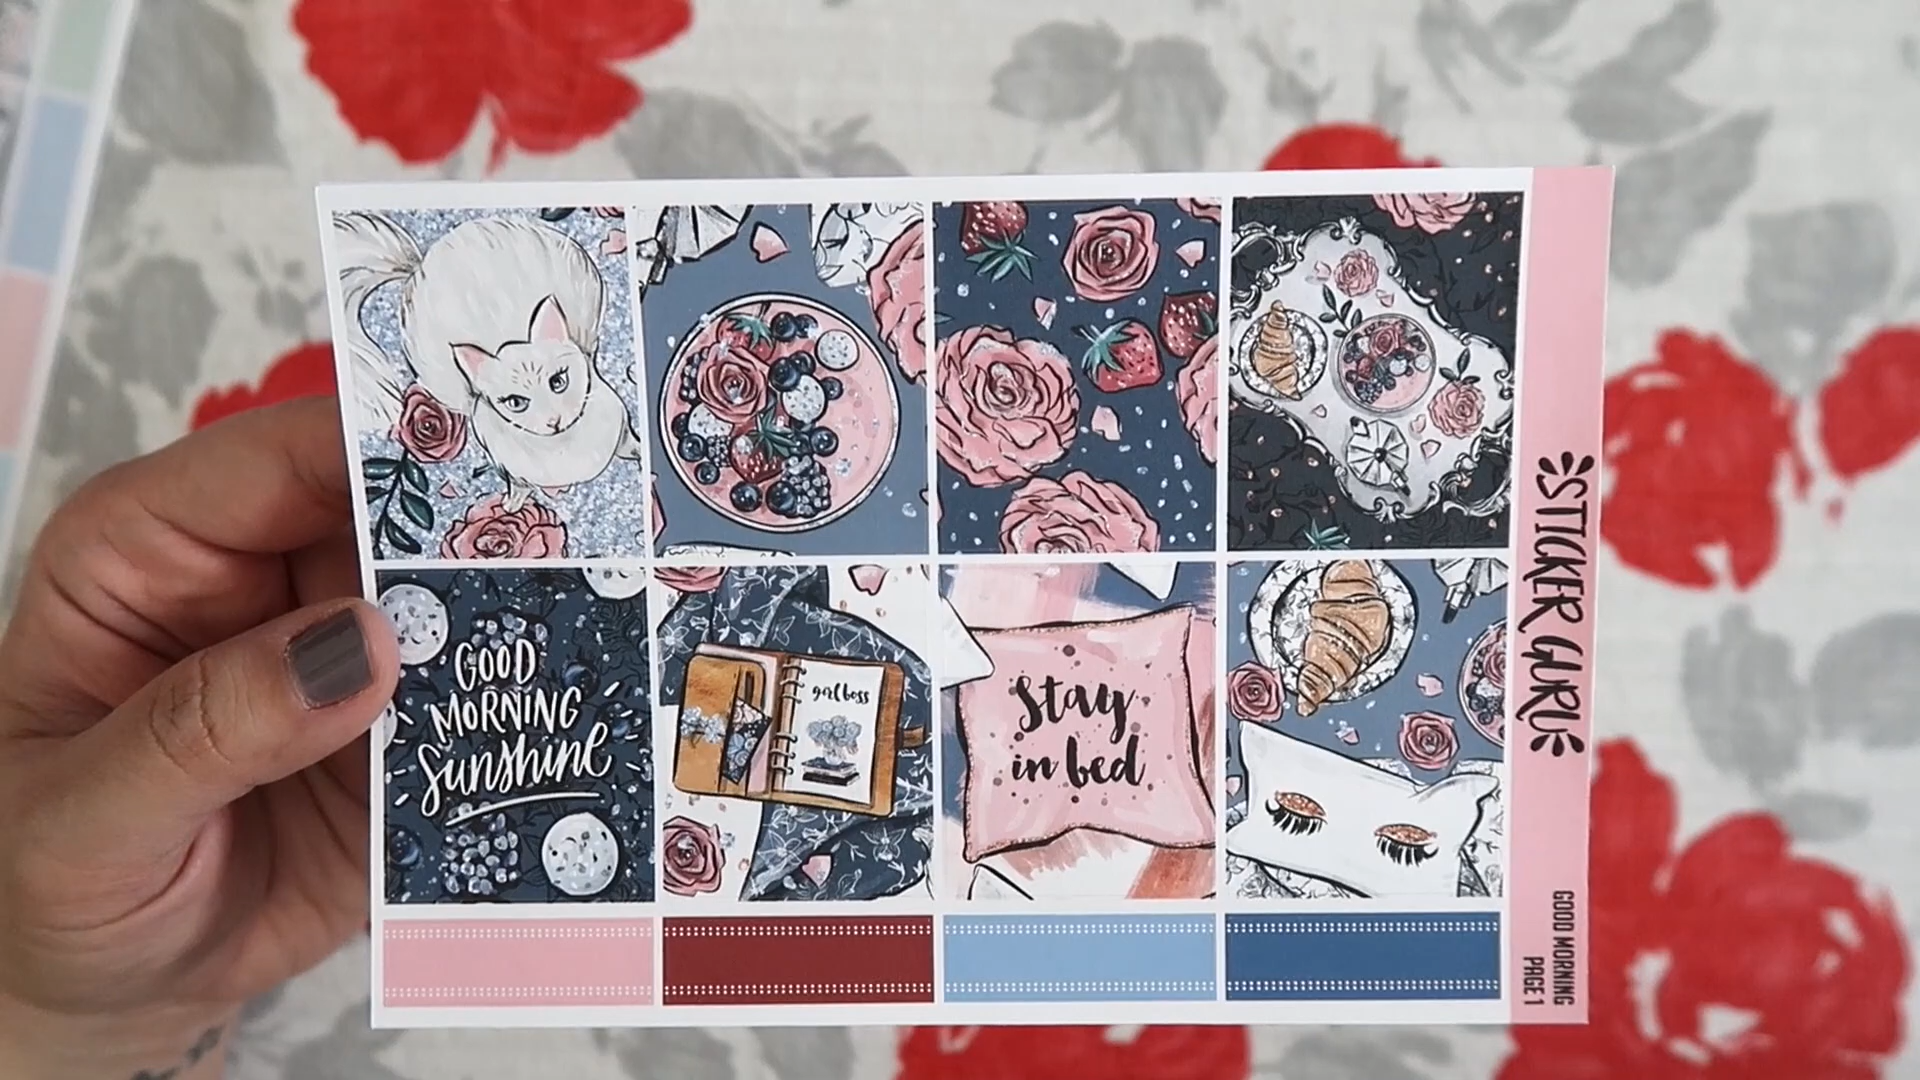 GOOD
MORNING
Sunshine
girl boss
Stay
in bed
STICKER GURU
GOOD MORNING
PAGE 1